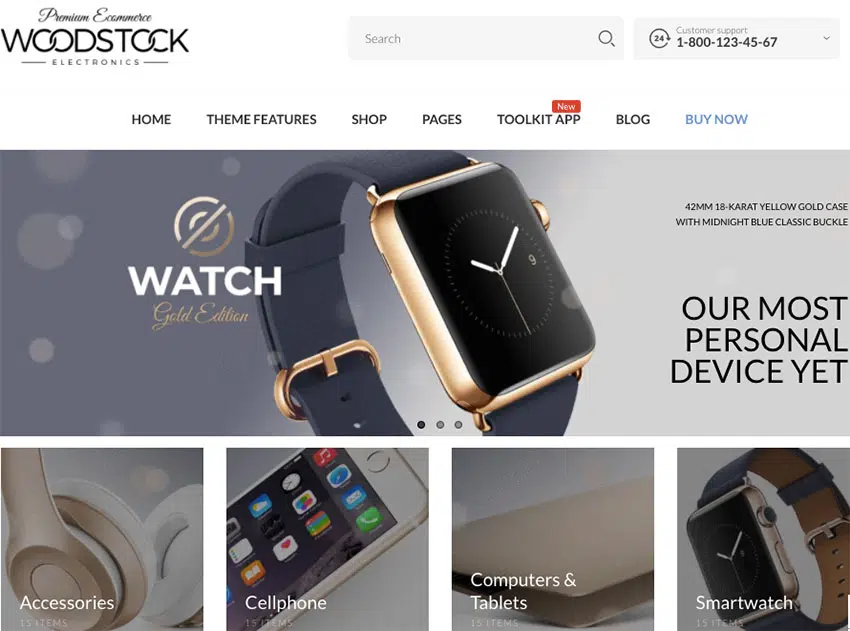 Premium Ecommerce
WOODSTOCK
ELECTRONICS
Search
24
Customer support
1-800-123-45-67
New
HOME
THEME FEATURES
SHOP
PAGES
TOOLKIT APP
BLOG
BUY NOW
WATCH
Gold Edition
9
42MM 18-KARAT YELLOW GOLD CASE
WITH MIDNIGHT BLUE CLASSIC BUCKLE
OUR MOST
PERSONAL
DEVICE YET
Accessories
15 ITEMS
Cellphone
15 ITEMS
Computers &
Tablets
15 ITEMS
Smartwatch
15 ITEMS